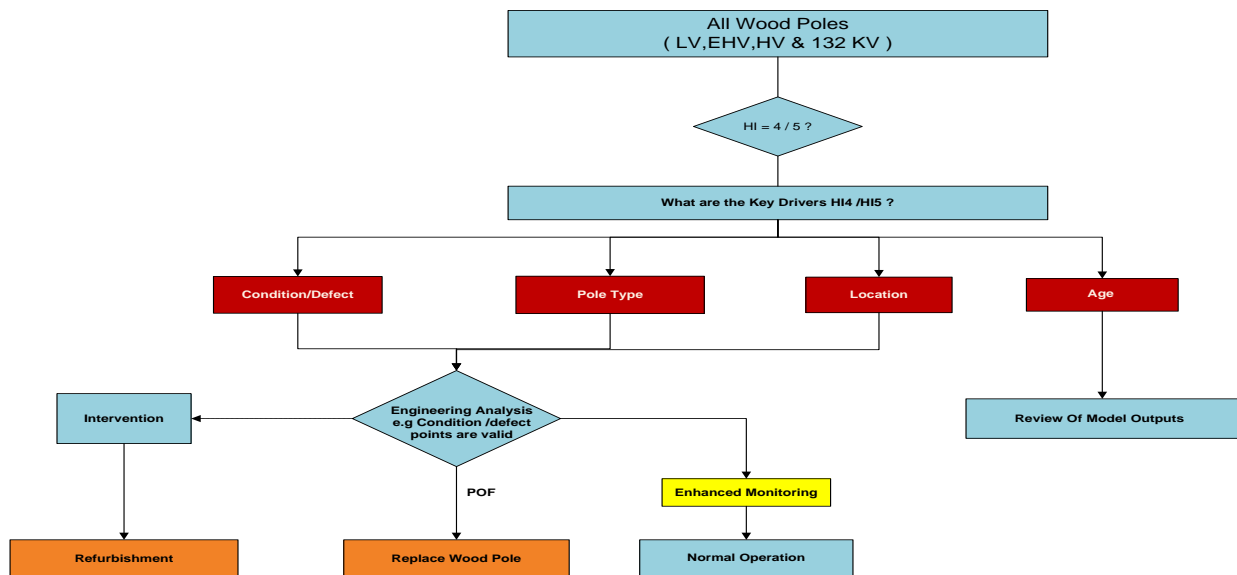 All Wood Poles
( LV,EHV,HV & 132 KV )
HI = 4 / 5 ?
What are the Key Drivers HI4 /HI5 ?
Condition/Defect
Pole Type
Location
Age
Intervention
Engineering Analysis
e.g Condition /defect
points are valid
Review Of Model Outputs
POF
Enhanced Monitoring
Refurbishment
Replace Wood Pole
Normal Operation